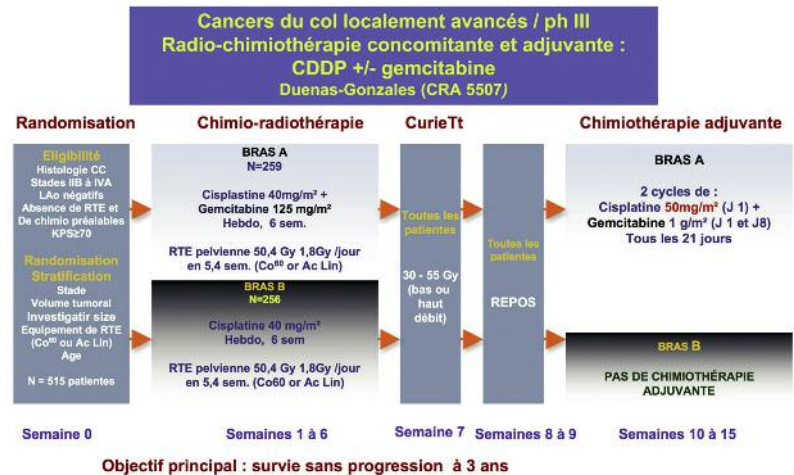 Cancers du col localement avancés / ph III
Radio-chimiothérapie concomitante et adjuvante :
CDDP +/- gemcitabine
Duenas-Gonzales (CRA 5507)
Randomisation
Chimio-radiothérapie
CurieTt
Chimiothérapie adjuvante
Eligibilité
Histologie CC
Stades IIB à IVA
LAo négatifs
Absence de RTE et
De chimio préalables
KPS≥70
Randomisation
Stratification
Stade
Volume tumoral
Investigatir size
Equipement de RTE
(Co⁶⁰ ou Ac Lin)
Age
N = 515 patientes
BRAS A
N=259
Cisplastine 40mg/m² +
Gemcitabine 125 mg/m²
Hebdo, 6 sem.
RTE pelvienne 50,4 Gy 1,8Gy /jour
en 5,4 sem. (Co⁶⁰ or Ac Lin)
BRAS B
N=256
Cisplatine 40 mg/m²
Hebdo, 6 sem
RTE pelvienne 50,4 Gy 1,8Gy /jour
en 5,4 sem. (Co60 or Ac Lin)
Toutes les
patientes
30 - 55 Gy
(bas ou
haut
débit)
Toutes les
patientes
REPOS
BRAS A
2 cycles de :
Cisplatine 50mg/m² (J 1) +
Gemcitabine 1 g/m² (J 1 et J8)
Tous les 21 jours
BRAS B
PAS DE CHIMIOTHÉRAPIE
ADJUVANTE
Semaine 0
Semaines 1 à 6
Semaine 7
Semaines 8 à 9
Semaines 10 à 15
Objectif principal : survie sans progression à 3 ans